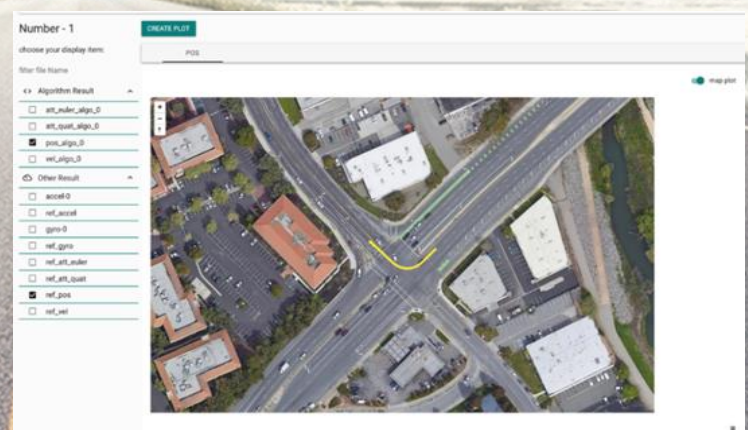 Number - 1
CREATE PLOT
choose your display item:
POS
filter file Name
map plot
<> Algorithm Result
att_euler_algo_0
att_quat_algo_0
pos_algo_0
vel_algo_0
Other Result
accel-0
ref_accel
gyro-0
ref_gyro
ref_att_euler
ref_att_quat
ref_pos
ref_vel